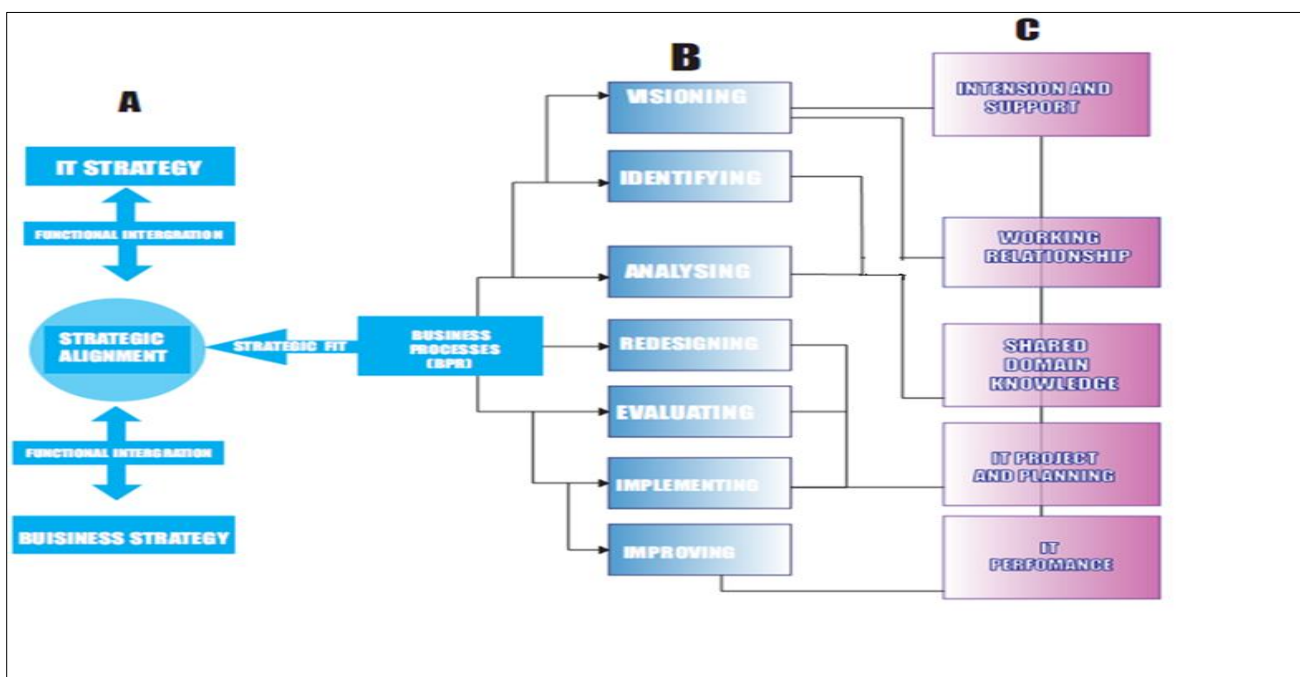 A
IT STRATEGY
FUNCTIONAL INTERGRATION
STRATEGIC
ALIGNMENT
STRATEGIC FIT
BUSINESS
PROCESSES
(BPR)
FUNCTIONAL INTERGRATION
BUISINESS STRATEGY
B
VISIONING
IDENTIFYING
ANALYSING
REDESIGNING
EVALUATING
IMPLEMENTING
IMPROVING
C
INTENSION AND
SUPPORT
WORKING
RELATIONSHIP
SHARED
DOMAIN
KNOWLEDGE
IT PROJECT
AND PLANNING
IT
PERFOMANCE